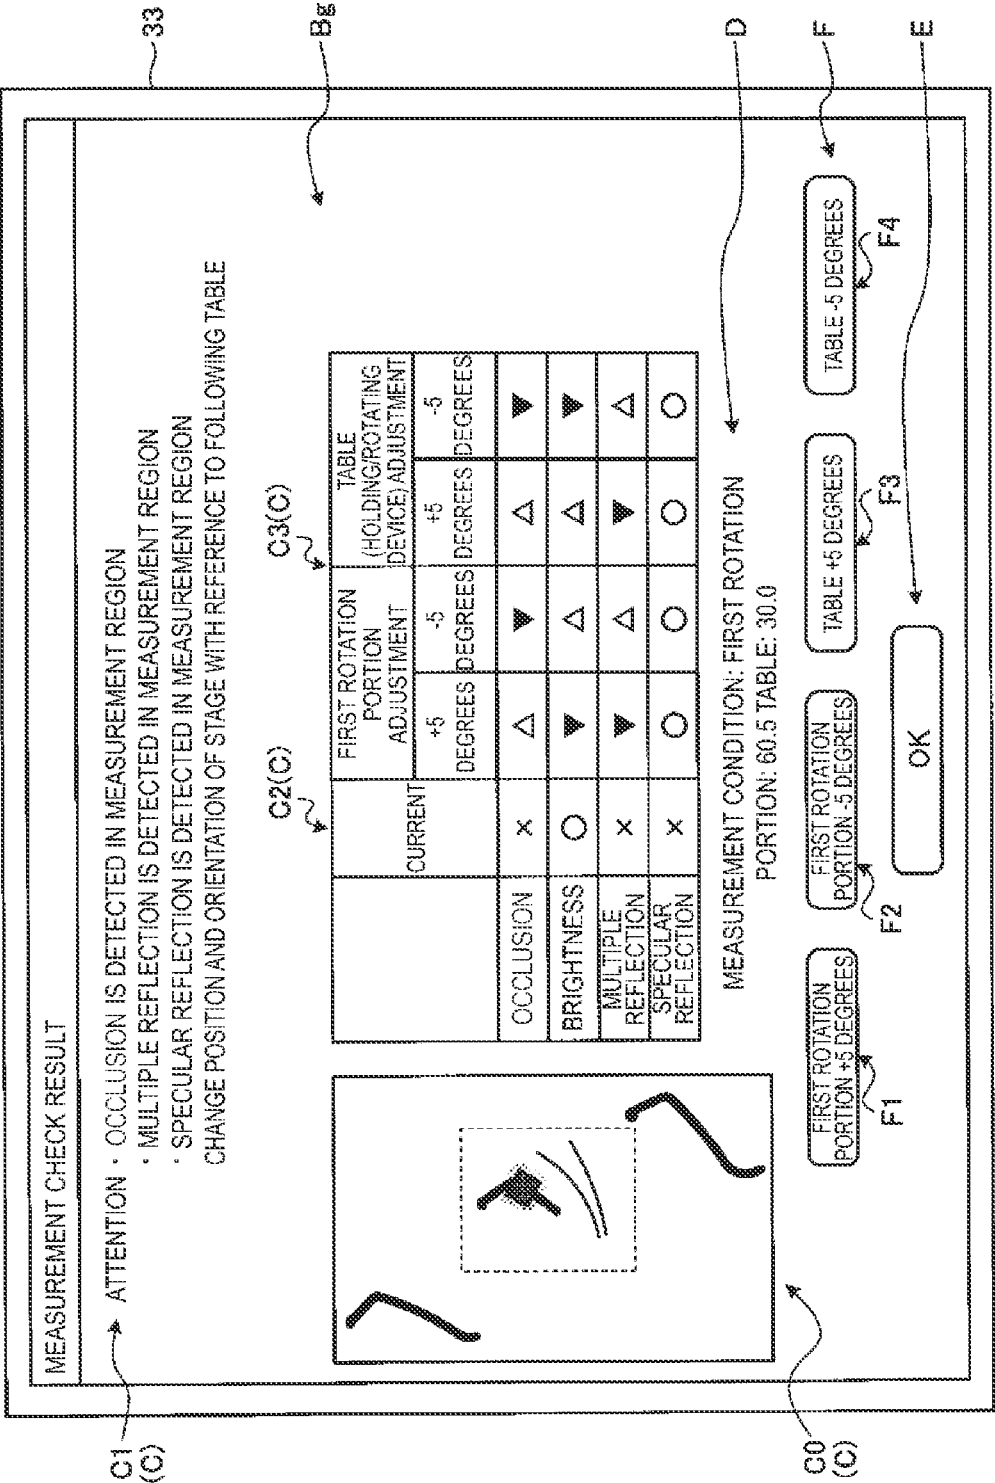 33
MEASUREMENT CHECK RESULT
C1
(C)
ATTENTION · OCCLUSION IS DETECTED IN MEASUREMENT REGION
· MULTIPLE REFLECTION IS DETECTED IN MEASUREMENT REGION
· SPECULAR REFLECTION IS DETECTED IN MEASUREMENT REGION
CHANGE POSITION AND ORIENTATION OF STAGE WITH REFERENCE TO FOLLOWING TABLE
Bg
C2(C)
C3(C)
CURRENT
FIRST ROTATION
PORTION
ADJUSTMENT
TABLE
(HOLDING/ROTATING
DEVICE) ADJUSTMENT
+5
DEGREES
-5
DEGREES
+5
DEGREES
-5
DEGREES
OCCLUSION × △ ▼ △ ▼
BRIGHTNESS ○ ▼ △ △ ▼
MULTIPLE
REFLECTION × ▼ △ ▼ △
SPECULAR
REFLECTION × ○ ○ ○ ○
MEASUREMENT CONDITION: FIRST ROTATION
PORTION: 60.5 TABLE: 30.0
D
C0
(C)
FIRST ROTATION
PORTION +5 DEGREES
FIRST ROTATION
PORTION -5 DEGREES
TABLE +5 DEGREES
TABLE -5 DEGREES
F
F1
F2
F3
F4
OK
E